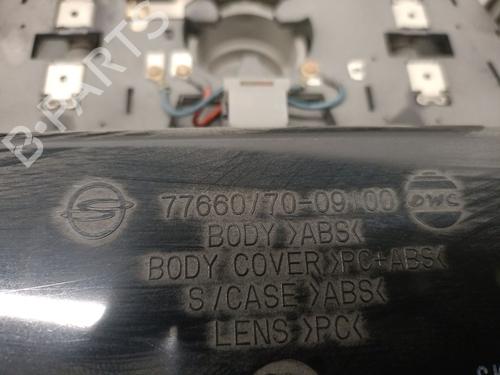 B-PARTS
77660/70-09100
DWC
BODY >ABS<
BODY COVER >PC+ABS<
S/CASE >ABS<
LENS >PC<